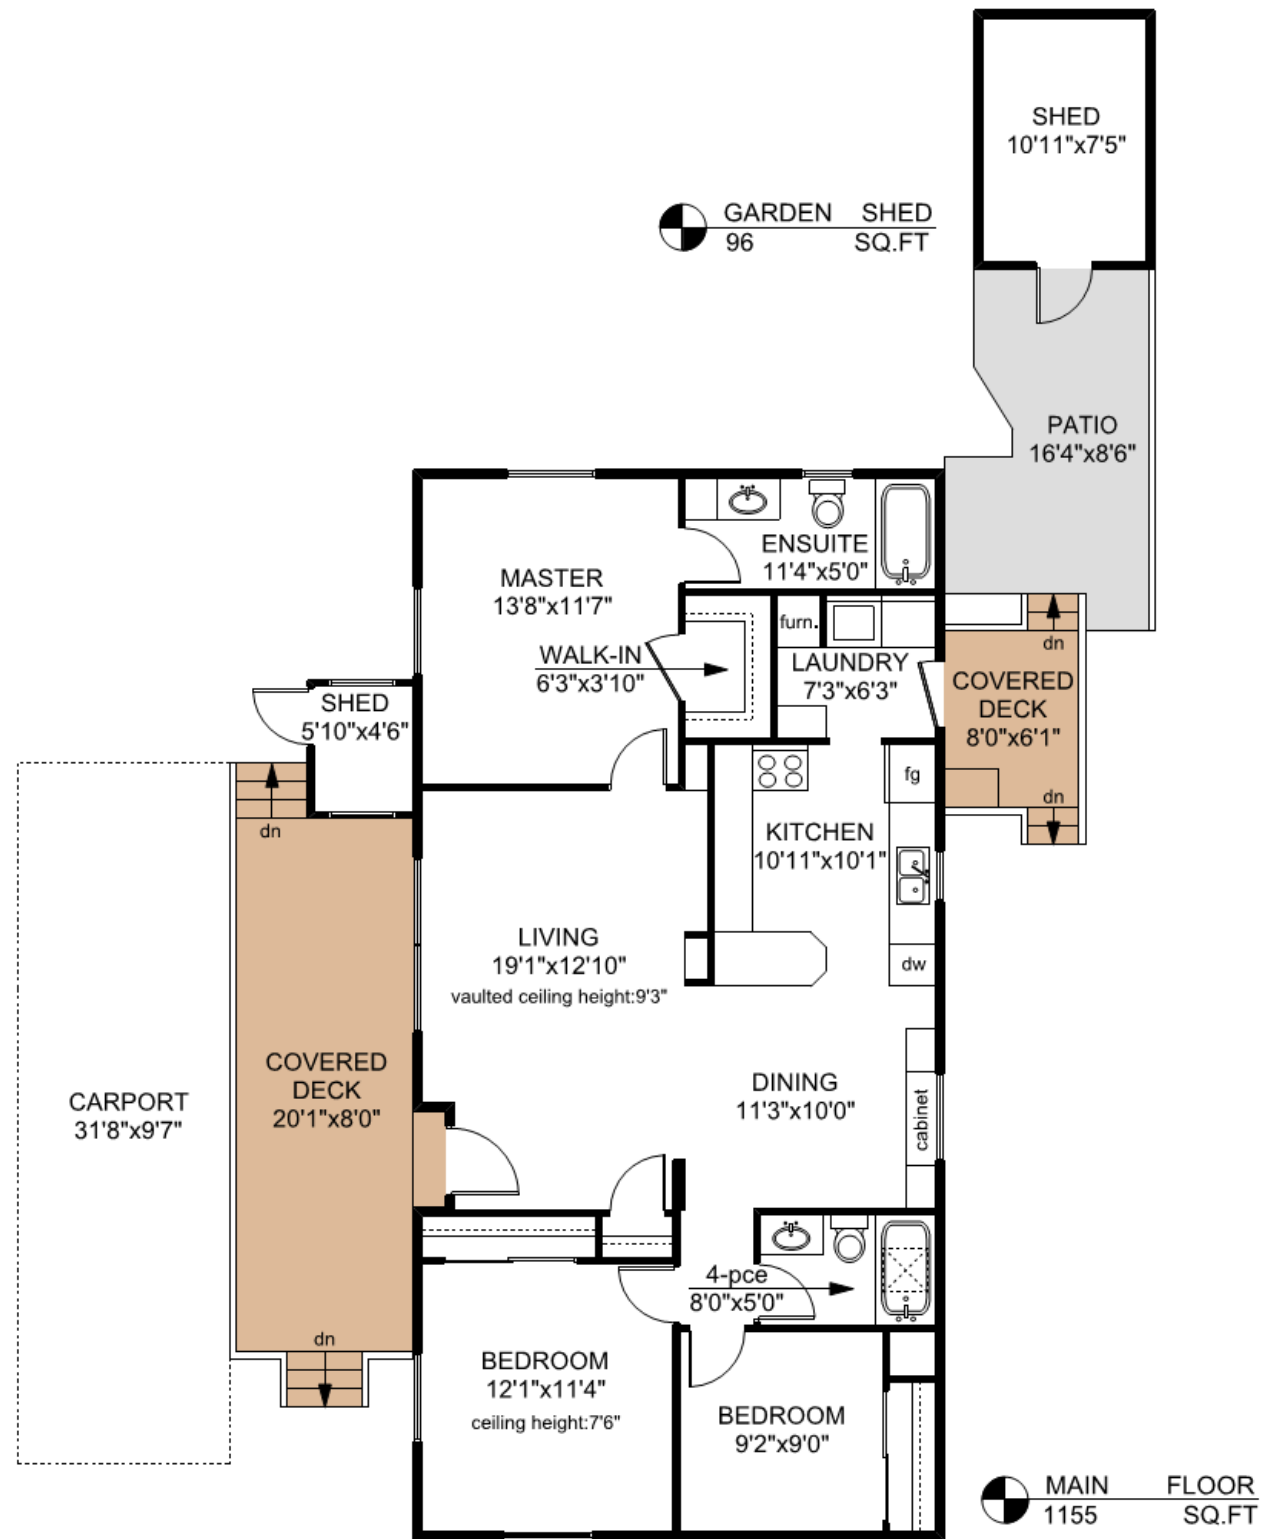 SHED
10'11"x7'5"
GARDEN SHED
96 SQ.FT
PATIO
16'4"x8'6"
ENSUITE
11'4"x5'0"
MASTER
13'8"x11'7"
furn.
WALK-IN
6'3"x3'10"
LAUNDRY
7'3"x6'3"
dn
COVERED
DECK
8'0"x6'1"
dn
SHED
5'10"x4'6"
dn
fg
KITCHEN
10'11"x10'1"
dw
LIVING
19'1"x12'10"
vaulted ceiling height:9'3"
COVERED
DECK
20'1"x8'0"
CARPORT
31'8"x9'7"
DINING
11'3"x10'0"
cabinet
4-pce
8'0"x5'0"
dn
BEDROOM
12'1"x11'4"
ceiling height:7'6"
BEDROOM
9'2"x9'0"
MAIN FLOOR
1155 SQ.FT